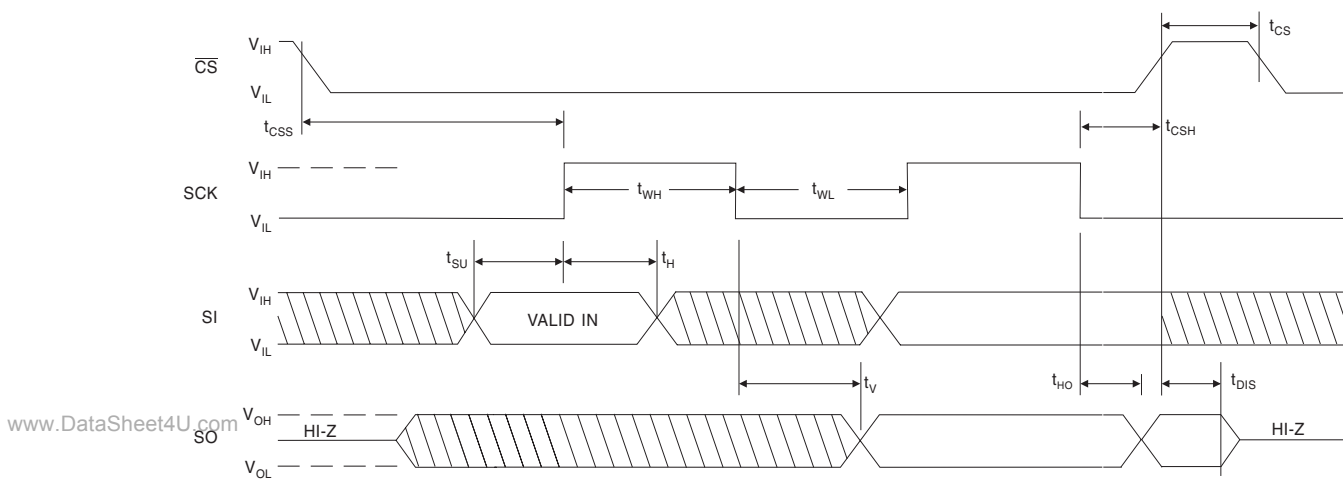 V_IH
t_CS
CS
V_IL
t_CSS
t_CSH
V_IH
SCK
t_WH
t_WL
V_IL
t_SU
t_H
V_IH
SI
VALID IN
V_IL
t_V
t_HO
t_DIS
www.DataSheet4U.com
V_OH
SO
HI-Z
HI-Z
V_OL